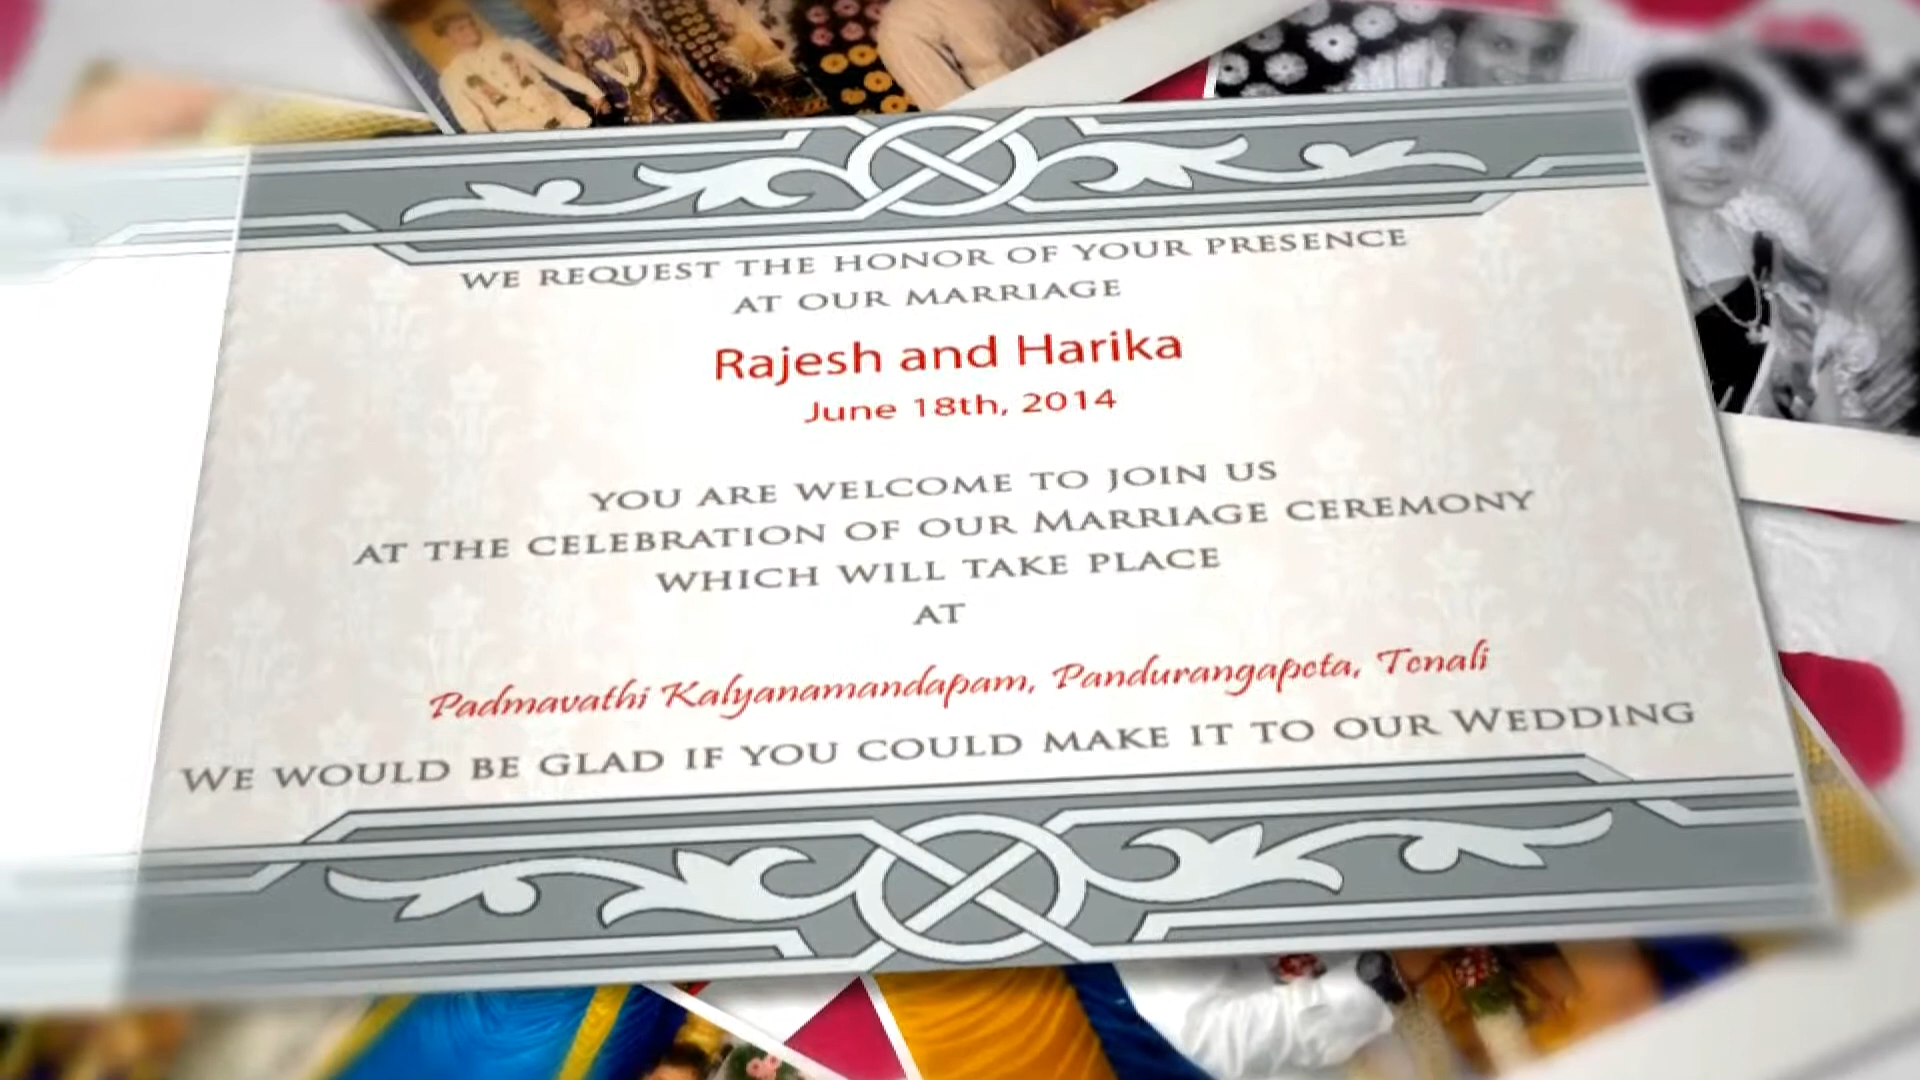 WE REQUEST THE HONOR OF YOUR PRESENCE
AT OUR MARRIAGE
Rajesh and Harika
June 18th, 2014
YOU ARE WELCOME TO JOIN US
AT THE CELEBRATION OF OUR MARRIAGE CEREMONY
WHICH WILL TAKE PLACE
AT
Padmavathi Kalyanamandapam, Pandurangapeta, Tenali
WE WOULD BE GLAD IF YOU COULD MAKE IT TO OUR WEDDING